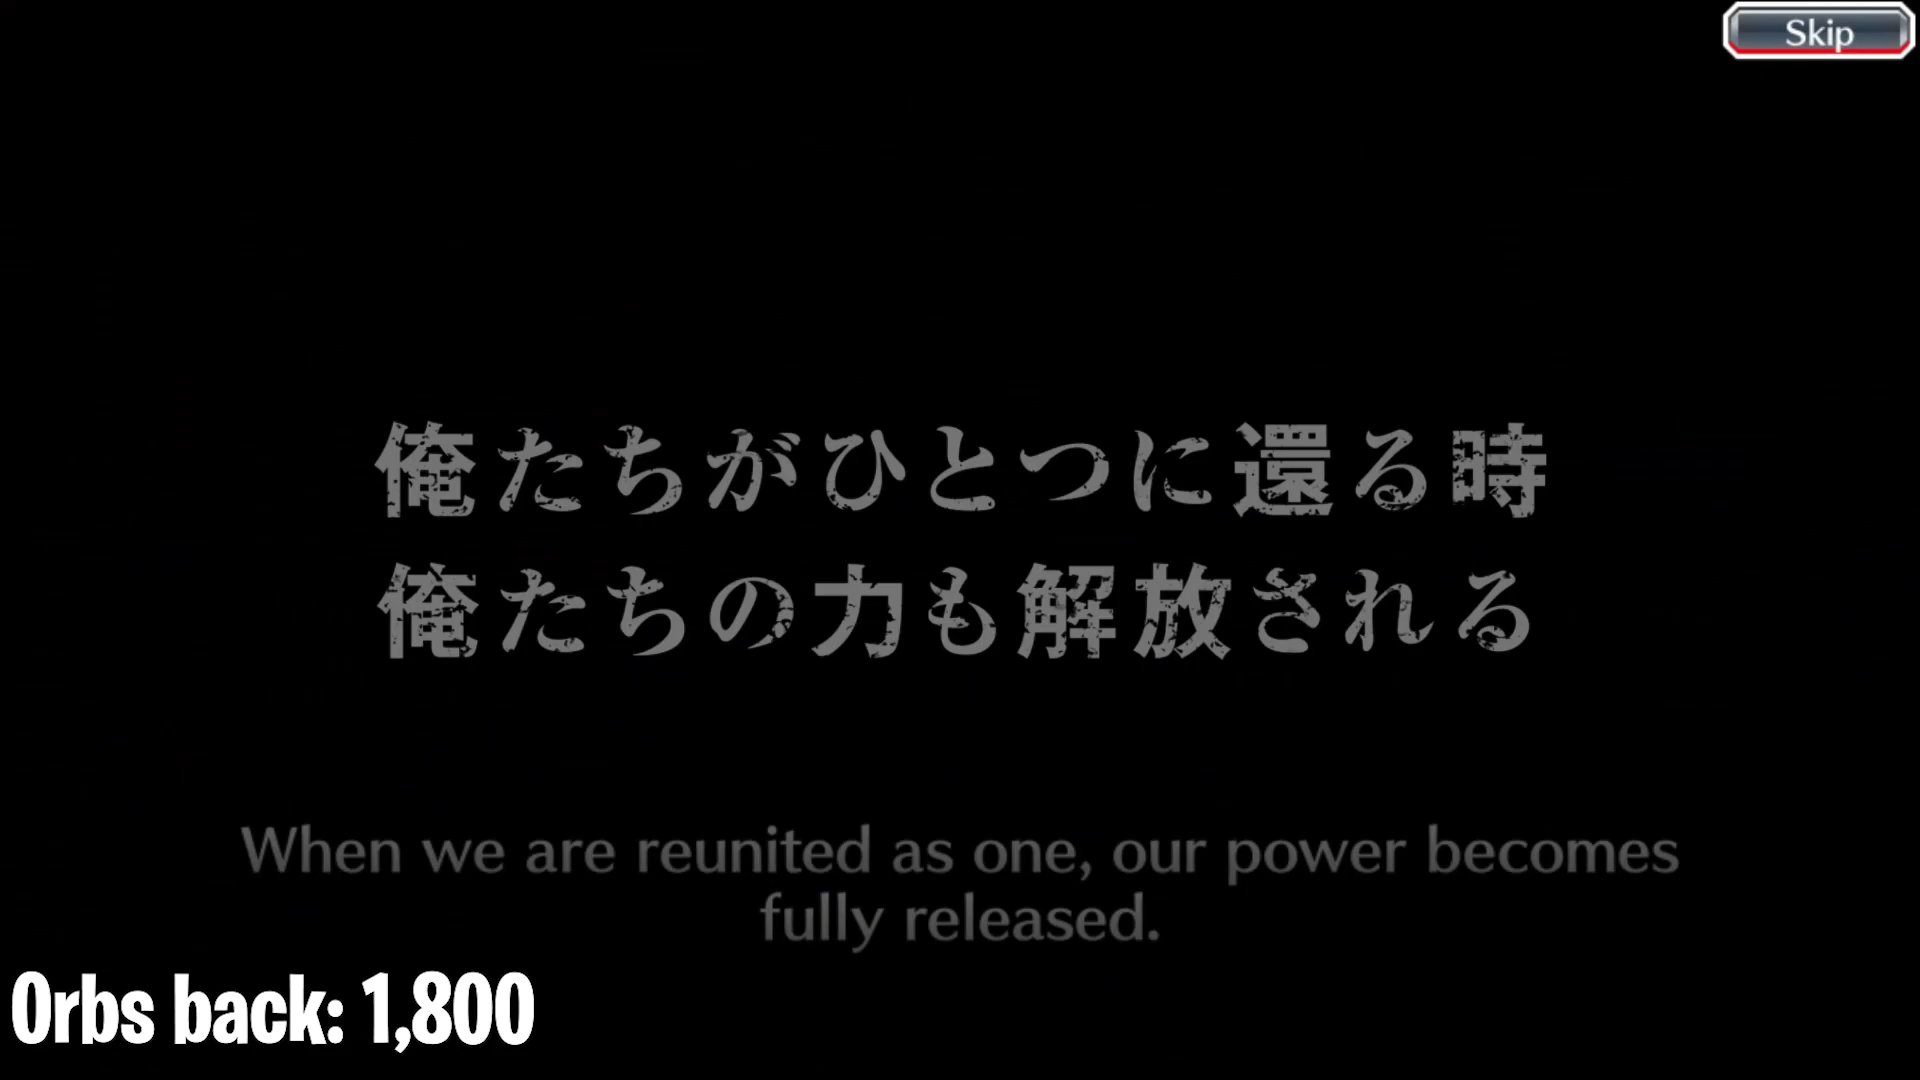 Skip
俺たちがひとつに還る時
俺たちの力も解放される
When we are reunited as one, our power becomes
fully released.
Orbs back: 1,800